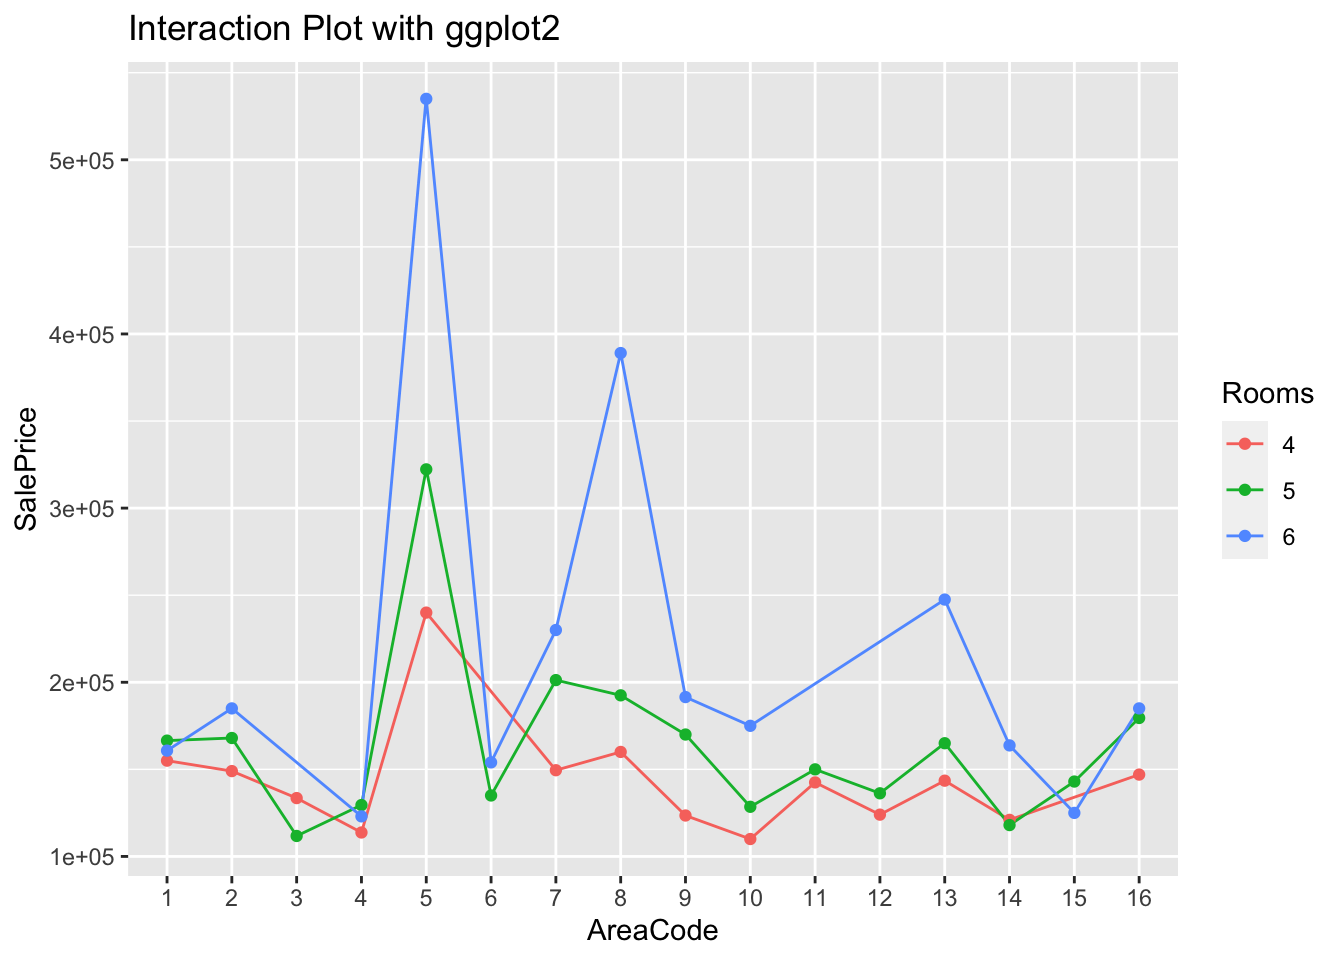 Interaction Plot with ggplot2
5e+05
4e+05
3e+05
2e+05
1e+05
SalePrice
1 2 3 4 5 6 7 8 9 10 11 12 13 14 15 16
AreaCode
Rooms
4
5
6